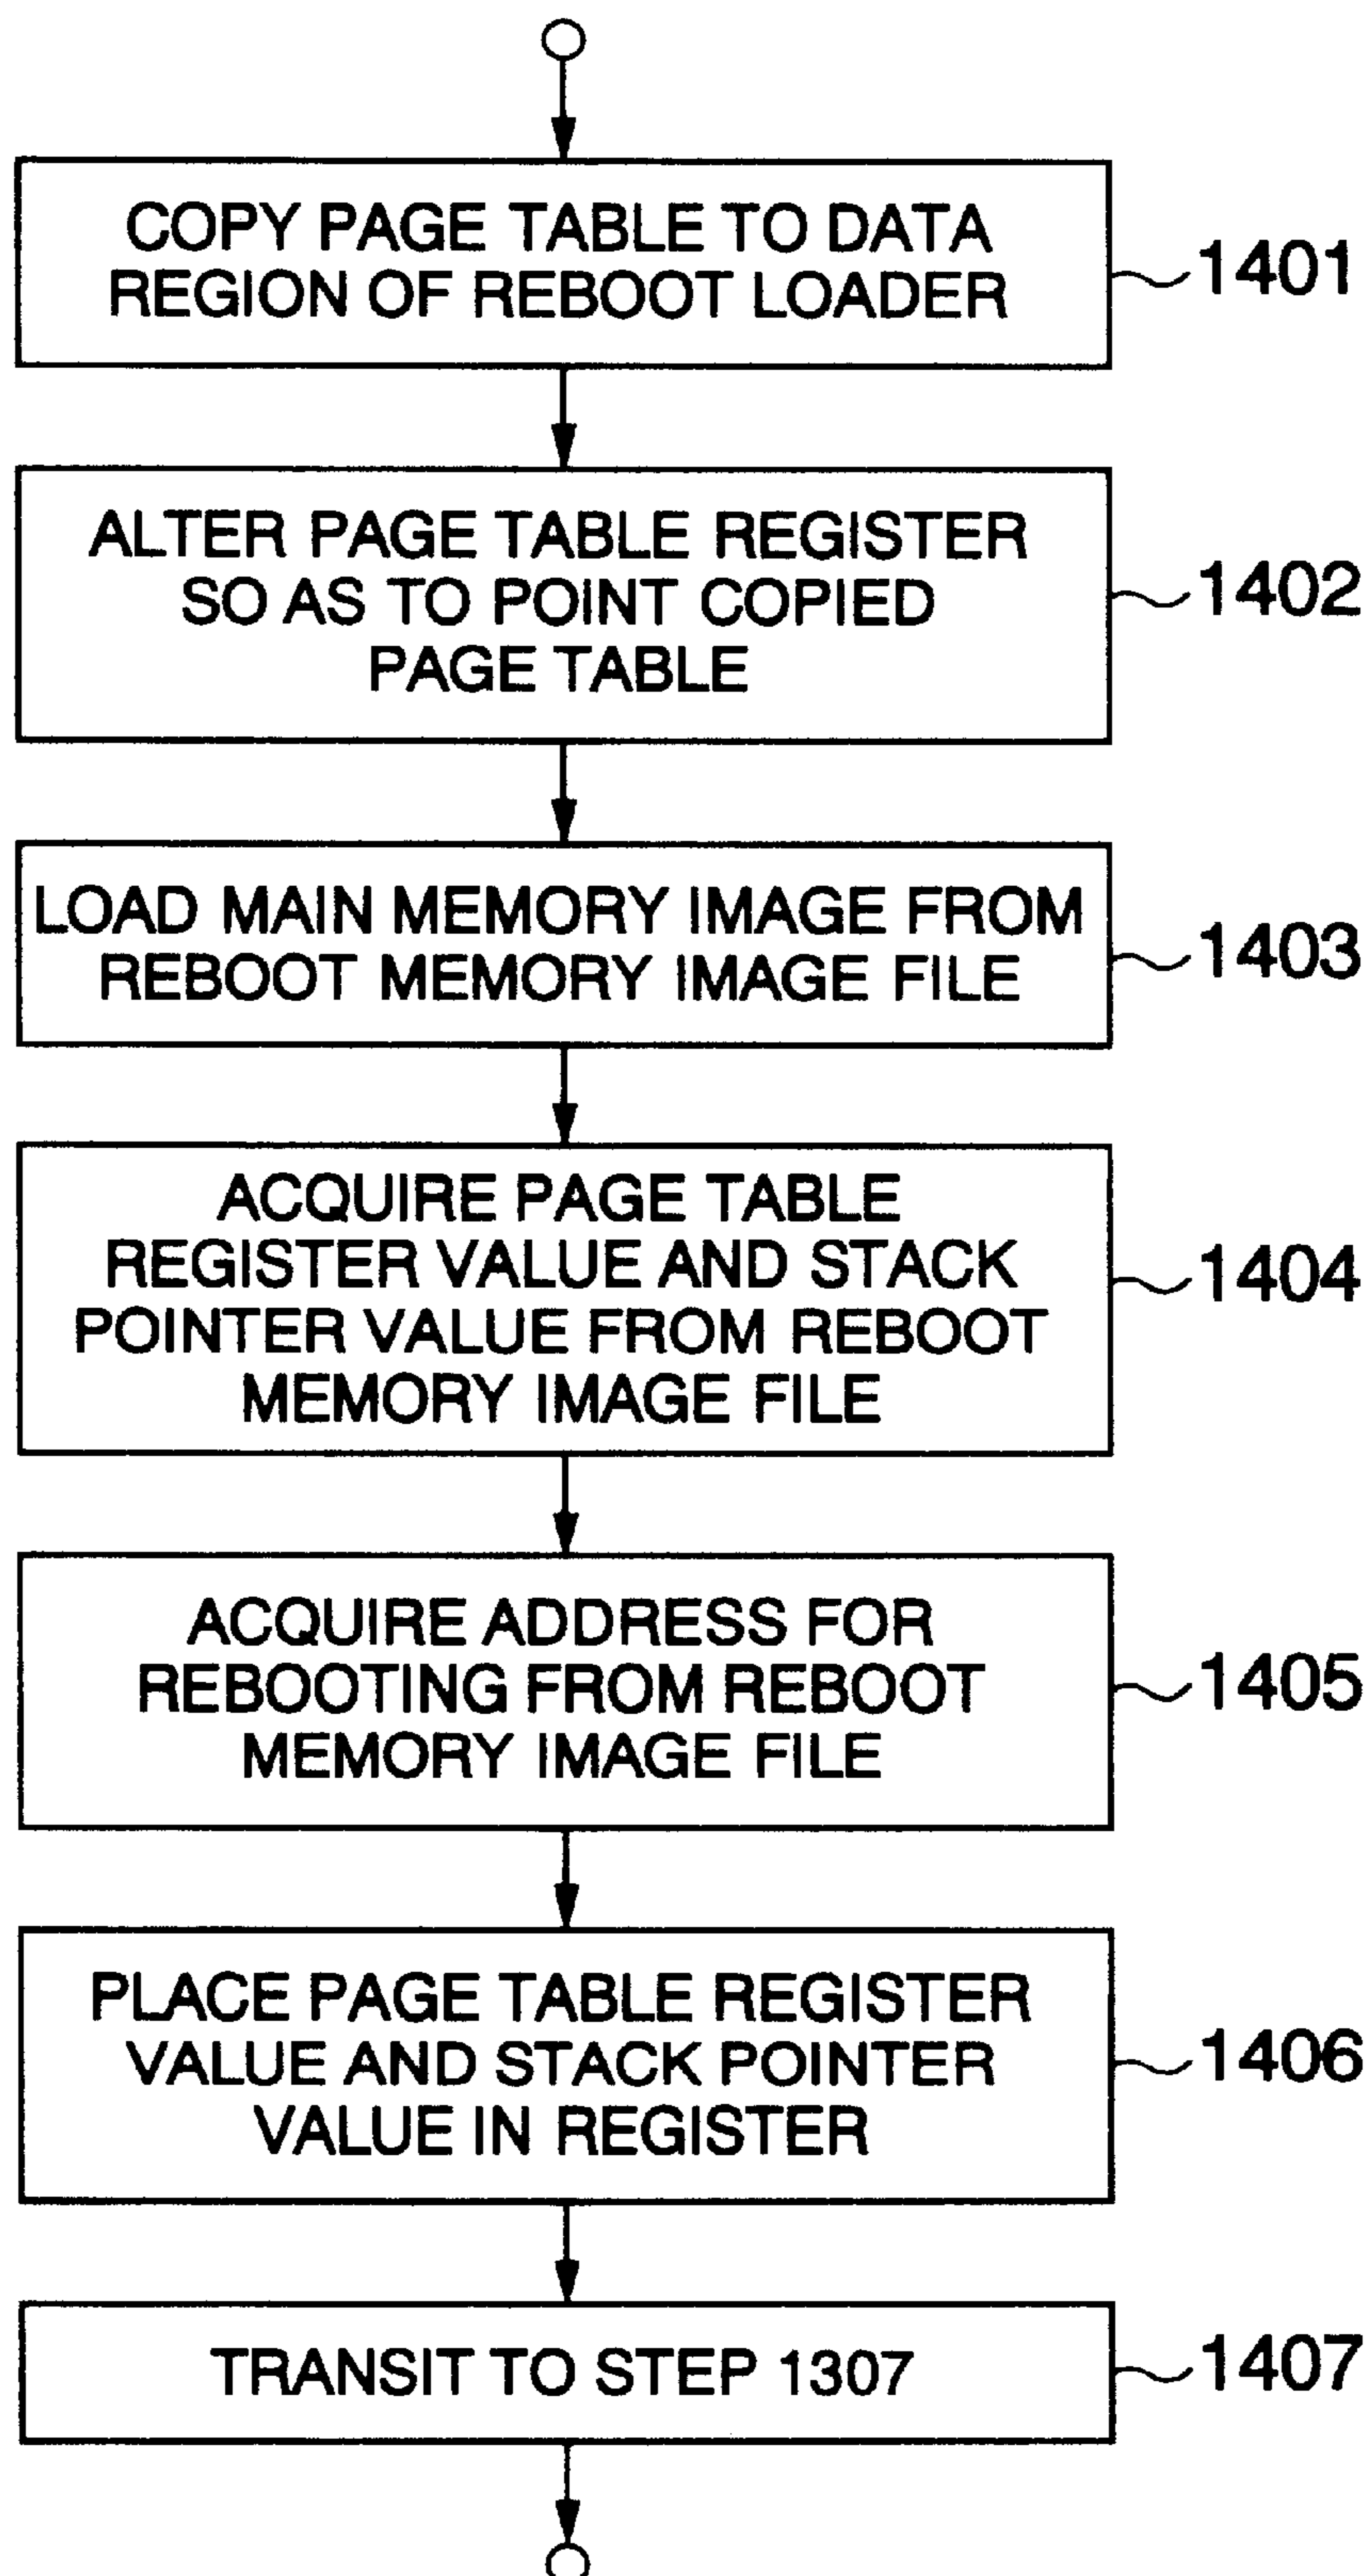 COPY PAGE TABLE TO DATA
REGION OF REBOOT LOADER
1401
ALTER PAGE TABLE REGISTER
SO AS TO POINT COPIED
PAGE TABLE
1402
LOAD MAIN MEMORY IMAGE FROM
REBOOT MEMORY IMAGE FILE
1403
ACQUIRE PAGE TABLE
REGISTER VALUE AND STACK
POINTER VALUE FROM REBOOT
MEMORY IMAGE FILE
1404
ACQUIRE ADDRESS FOR
REBOOTING FROM REBOOT
MEMORY IMAGE FILE
1405
PLACE PAGE TABLE REGISTER
VALUE AND STACK POINTER
VALUE IN REGISTER
1406
TRANSIT TO STEP 1307
1407